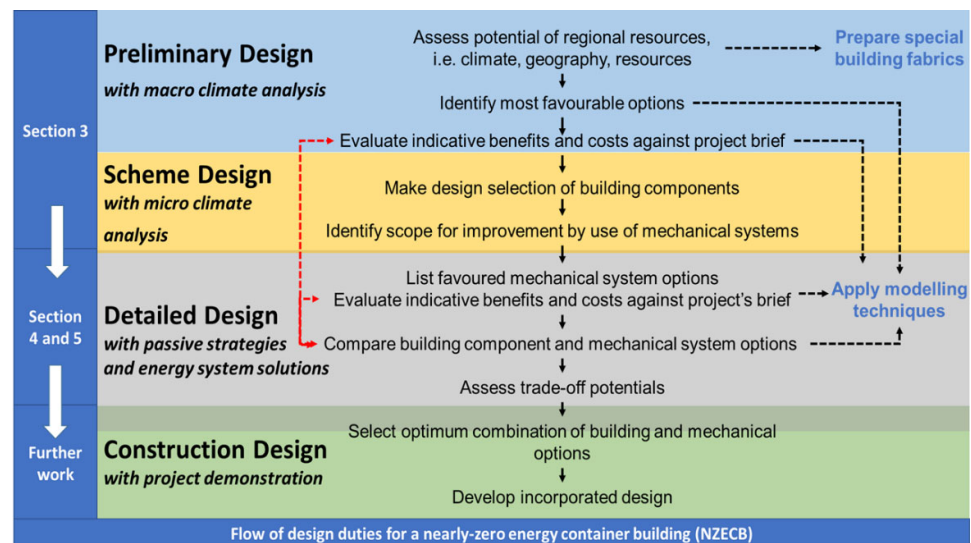 Preliminary Design
with macro climate analysis
Assess potential of regional resources,
i.e. climate, geography, resources
Prepare special
building fabrics
Identify most favourable options
Section 3
Evaluate indicative benefits and costs against project brief
Scheme Design
with micro climate
analysis
Make design selection of building components
Identify scope for improvement by use of mechanical systems
Section
4 and 5
Detailed Design
with passive strategies
and energy system solutions
List favoured mechanical system options
Evaluate indicative benefits and costs against project's brief
Apply modelling
techniques
Compare building component and mechanical system options
Assess trade-off potentials
Further
work
Construction Design
with project demonstration
Select optimum combination of building and mechanical
options
Develop incorporated design
Flow of design duties for a nearly-zero energy container building (NZECB)